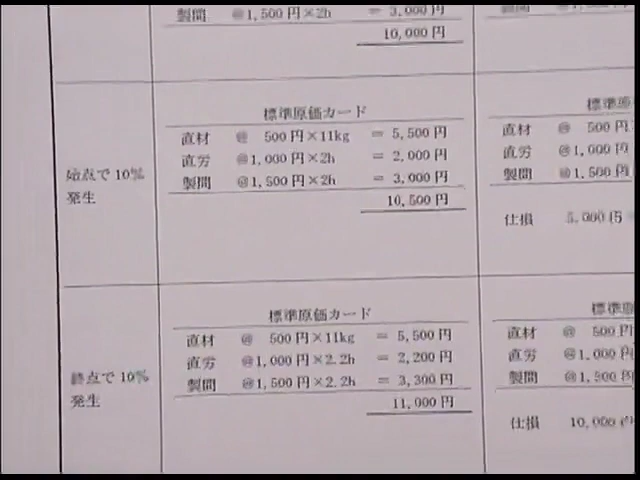 製間 @1,500円×2h = 3,000円
10,000円
始点で10%
発生
標準原価カード
直材 @ 500円×11kg = 5,500円
直労 @1,000円×2h = 2,000円
製間 @1,500円×2h = 3,000円
10,500円
標準原
直材 @ 500円
直労 @1,000円
製間 @1,500円
仕損 5,000円
終点で10%
発生
標準原価カード
直材 @ 500円×11kg = 5,500円
直労 @1,000円×2.2h = 2,200円
製間 @1,500円×2.2h = 3,300円
11,000円
直材 @ 500円
直労 @1,000円
製間 @1,500円
仕損 10,000